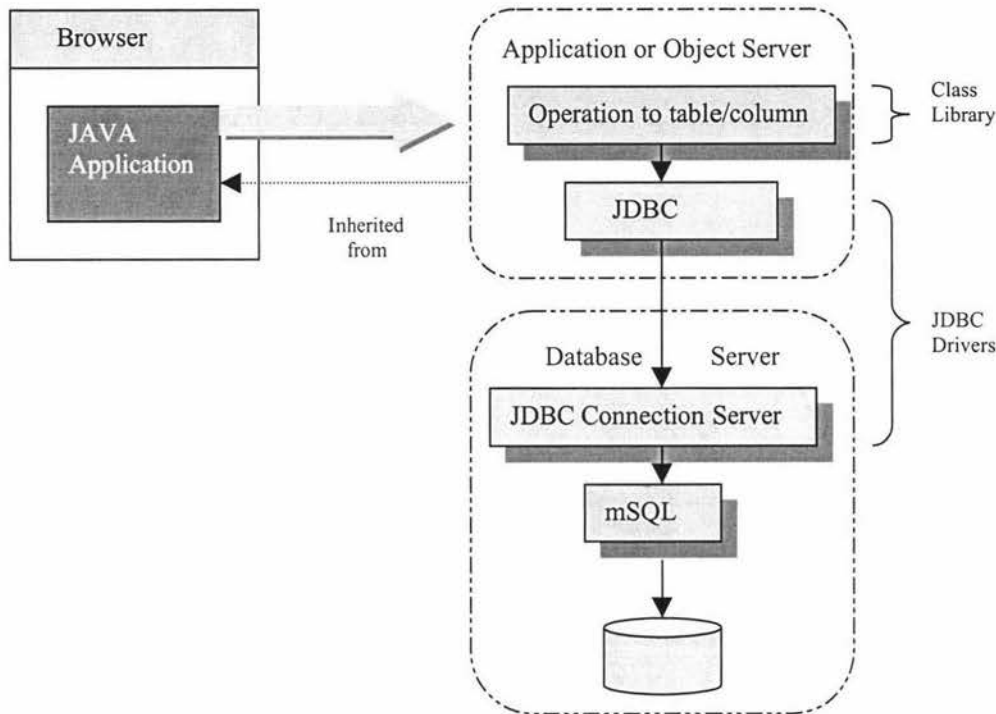 Browser
JAVA
Application
Inherited
from
Application or Object Server
Operation to table/column
Class
Library
JDBC
JDBC
Drivers
Database Server
JDBC Connection Server
mSQL